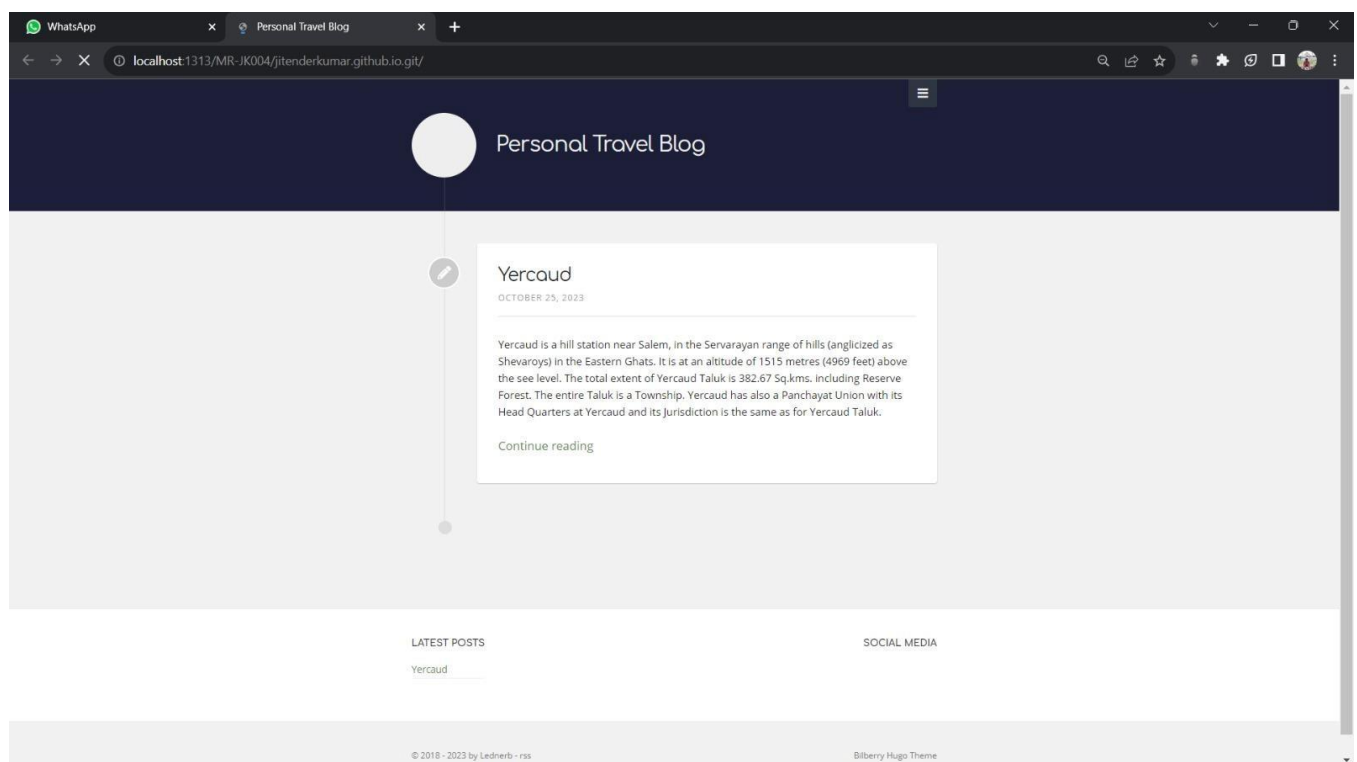 WhatsApp
Personal Travel Blog
localhost:1313/MR-JK004/jitenderkumar.github.io.git/
Personal Travel Blog
Yercaud
OCTOBER 25, 2023
Yercaud is a hill station near Salem, in the Servarayan range of hills (anglicized as
Shevaroys) in the Eastern Ghats. It is at an altitude of 1515 metres (4969 feet) above
the see level. The total extent of Yercaud Taluk is 382.67 Sq.kms. including Reserve
Forest. The entire Taluk is a Township. Yercaud has also a Panchayat Union with its
Head Quarters at Yercaud and its Jurisdiction is the same as for Yercaud Taluk.
Continue reading
LATEST POSTS
SOCIAL MEDIA
Yercaud
© 2018 - 2023 by Lednerb - rss
Bilberry Hugo Theme